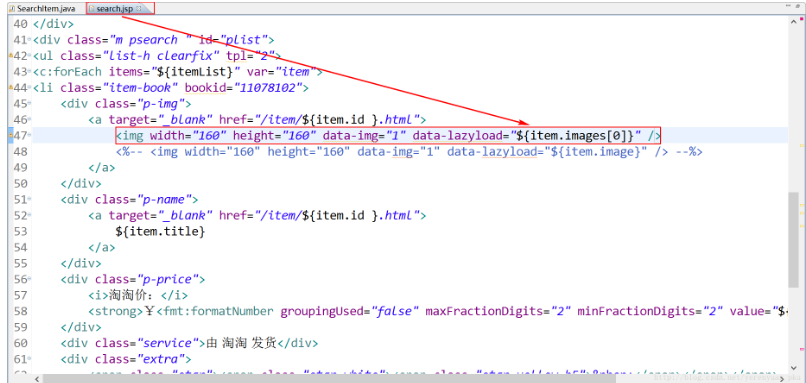 SearchItem.java search.jsp
40 </div>
41 <div class="m psearch " id="plist">
42 <ul class="list-h clearfix" tpl="2">
43 <c:forEach items="${itemList}" var="item">
44 <li class="item-book" bookid="11078102">
45 <div class="p-img">
46 <a target="_blank" href="/item/${item.id }.html">
47 <img width="160" height="160" data-img="1" data-lazyload="${item.images[0]}" />
48 <%-- <img width="160" height="160" data-img="1" data-lazyload="${item.image}" /> --%>
49 </a>
50 </div>
51 <div class="p-name">
52 <a target="_blank" href="/item/${item.id }.html">
53 ${item.title}
54 </a>
55 </div>
56 <div class="p-price">
57 <i>淘淘价：</i>
58 <strong>￥<fmt:formatNumber groupingUsed="false" maxFractionDigits="2" minFractionDigits="2" value="$
59 </div>
60 <div class="service">由 淘淘 发货</div>
61 <div class="extra">